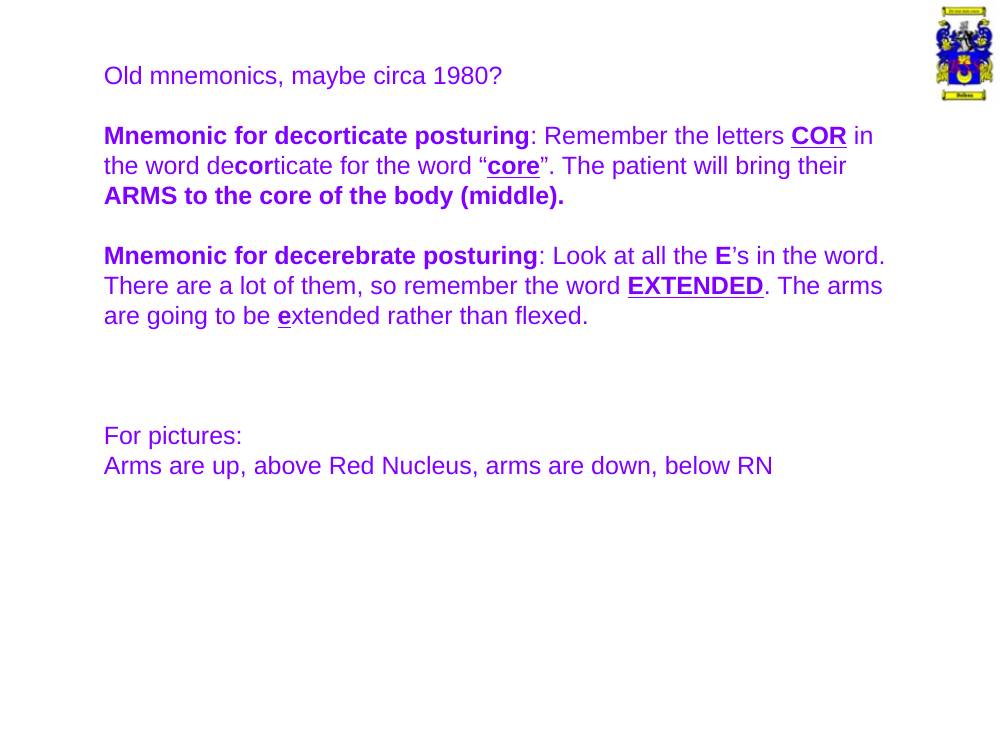 Old mnemonics, maybe circa 1980?
Mnemonic for decorticate posturing: Remember the letters COR in
the word decorticate for the word “core”. The patient will bring their
ARMS to the core of the body (middle).
Mnemonic for decerebrate posturing: Look at all the E’s in the word.
There are a lot of them, so remember the word EXTENDED. The arms
are going to be extended rather than flexed.
For pictures:
Arms are up, above Red Nucleus, arms are down, below RN